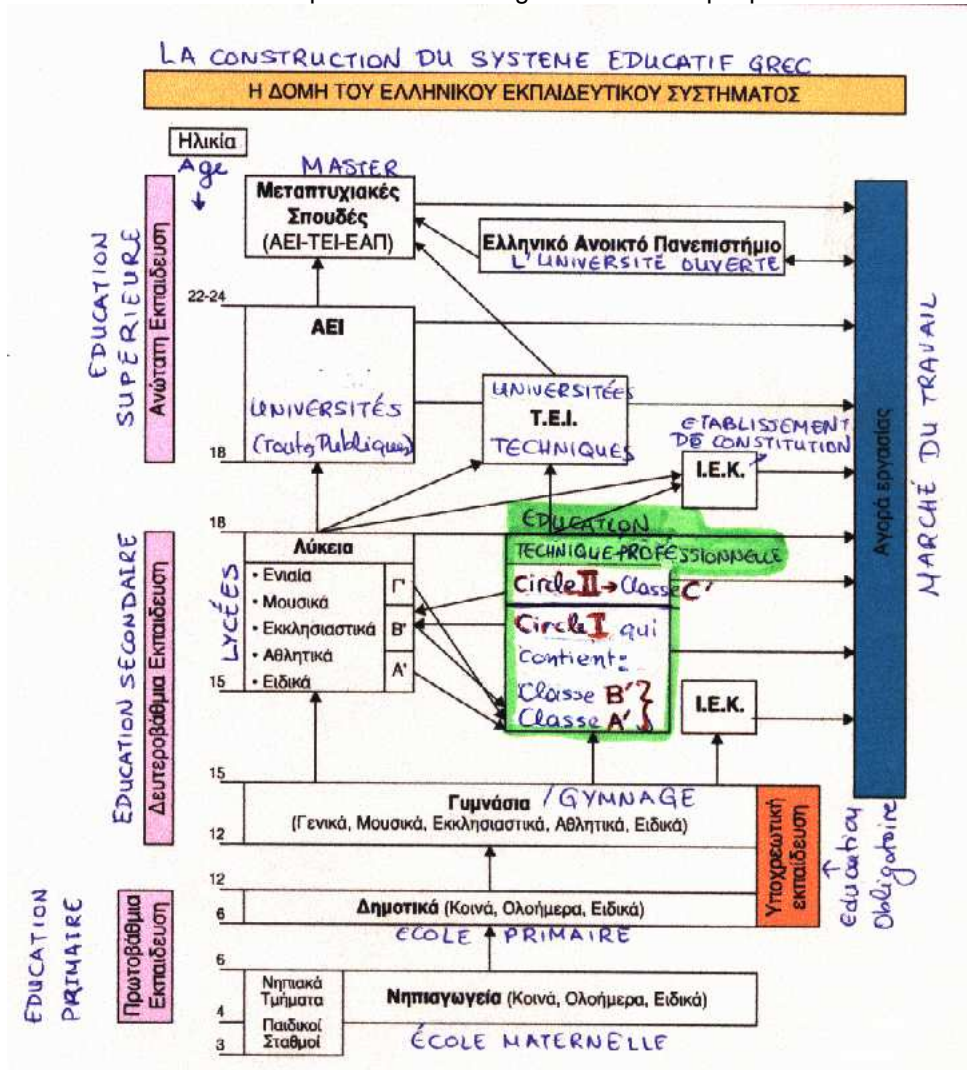 LA CONSTRUCTION DU SYSTEME EDUCATIF GREC
Η ΔΟΜΗ ΤΟΥ ΕΛΛΗΝΙΚΟΥ ΕΚΠΑΙΔΕΥΤΙΚΟΥ ΣΥΣΤΗΜΑΤΟΣ
Ηλικία
Age
MASTER
Μεταπτυχιακές
Σπουδές
(ΑΕΙ-ΤΕΙ-ΕΑΠ)
Ελληνικό Ανοικτό Πανεπιστήμιο
L'UNIVERSITÉ OUVERTE
EDUCATION
SUPERIEURE
Ανώτατη Εκπαίδευση
22-24
ΑΕΙ
UNIVERSITÉS
(Toutes Publiques)
18
UNIVERSITÉES
Τ.Ε.Ι.
TECHNIQUES
ETABLISSEMENT
DE CONSTITUTION
Ι.Ε.Κ.
Αγορά εργασίας
MARCHÉ DU TRAVAIL
EDUCATION SECONDAIRE
Δευτεροβάθμια Εκπαίδευση
18
LYCÉES
Λύκεια
• Ενιαία
• Μουσικά
• Εκκλησιαστικά
• Αθλητικά
• Ειδικά
Γ'
Β'
Α'
15
EDUCATION
TECHNIQUE-PROFÉSSIONNELLE
Circle II → Classe C'
Circle I qui
contient:
Classe B' }
Classe A' }
Ι.Ε.Κ.
15
Γυμνάσια / GYMNAGE
(Γενικά, Μουσικά, Εκκλησιαστικά, Αθλητικά, Ειδικά)
12
Υποχρεωτική
εκπαίδευση
Education
Obligatoire
EDUCATION
PRIMAIRE
Πρωτοβάθμια
Εκπαίδευση
12
Δημοτικά (Κοινά, Ολοήμερα, Ειδικά)
6
ECOLE PRIMAIRE
6
Νηπιακά
Τμήματα
Νηπιαγωγεία (Κοινά, Ολοήμερα, Ειδικά)
4
Παιδικοί
Σταθμοί
3
ÉCOLE MATERNELLE